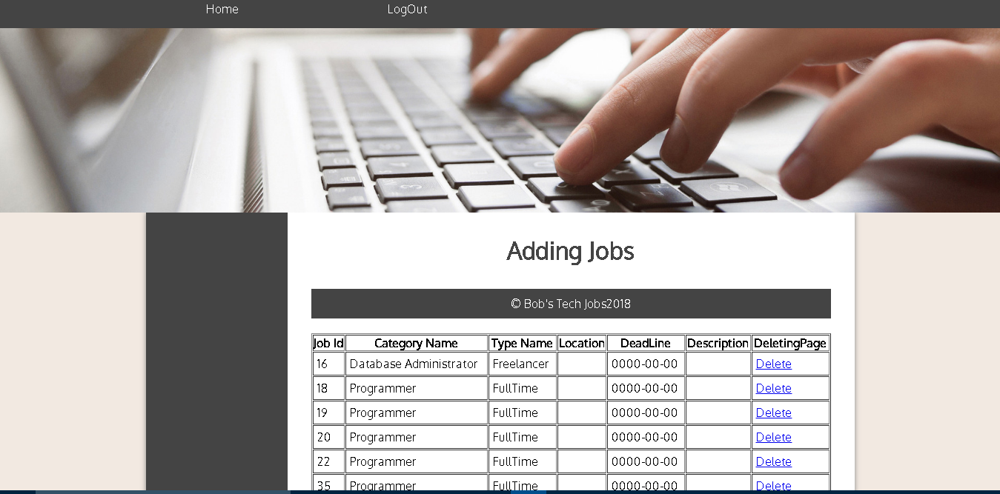 Home LogOut
Adding Jobs
© Bob's Tech Jobs2018
Job Id Category Name Type Name Location DeadLine Description DeletingPage
16 Database Administrator Freelancer 0000-00-00 Delete
18 Programmer FullTime 0000-00-00 Delete
19 Programmer FullTime 0000-00-00 Delete
20 Programmer FullTime 0000-00-00 Delete
22 Programmer FullTime 0000-00-00 Delete
35 Programmer FullTime 0000-00-00 Delete